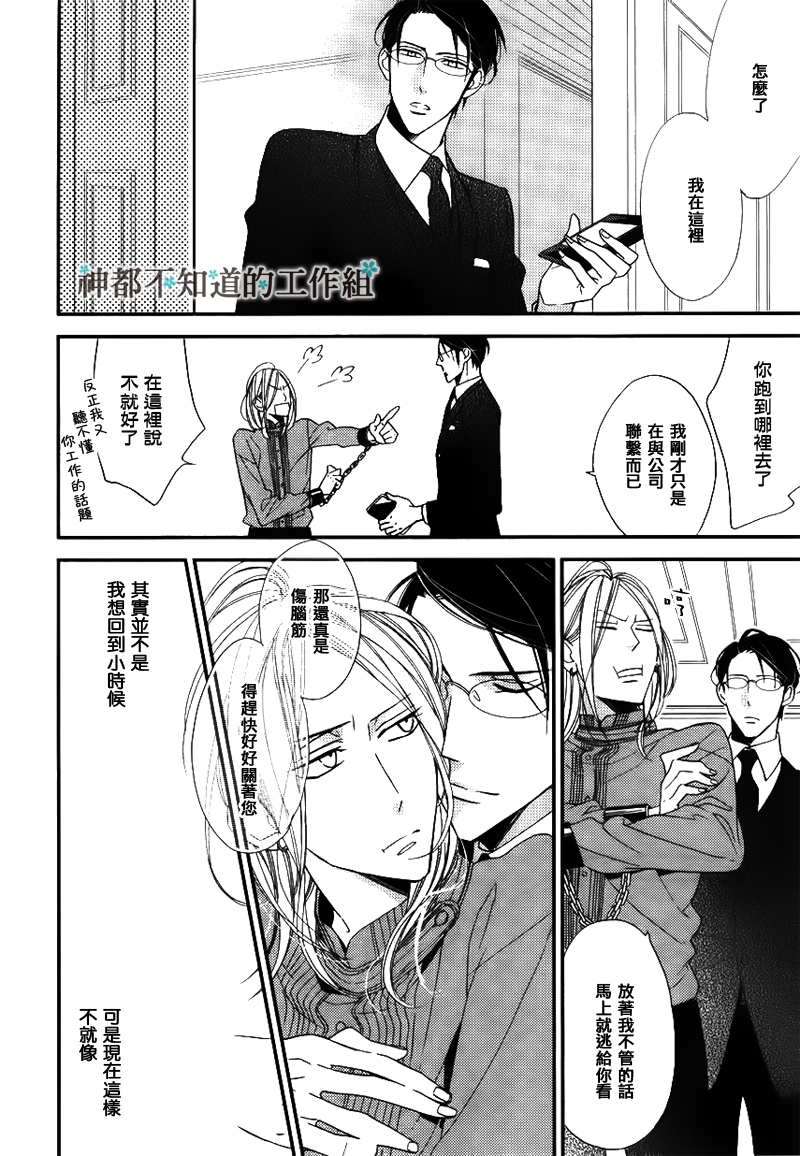 怎麼了
我在這裡
神都不知道的工作組
你跑到哪裡去了
我剛才只是
在與公司
聯繫而已
在這裡說
不就好了
反正我又
聽不懂
你工作的話題
哼
放著我不管的話
馬上就逃給你看
那還真是
傷腦筋
得趕快好好關著您
其實並不是
我想回到小時候
可是現在這樣
不就像